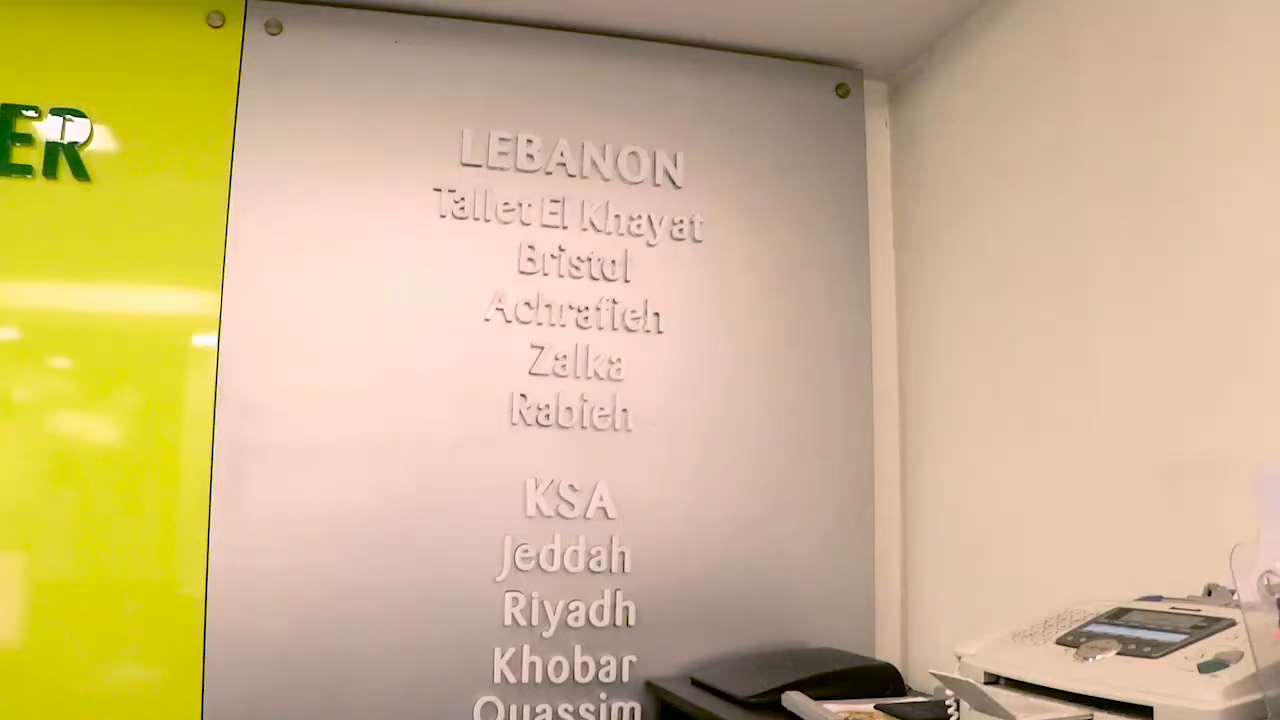 ER
LEBANON
Tallet El Khayat
Bristol
Achrafieh
Zalka
Rabieh
KSA
Jeddah
Riyadh
Khobar
Quassim